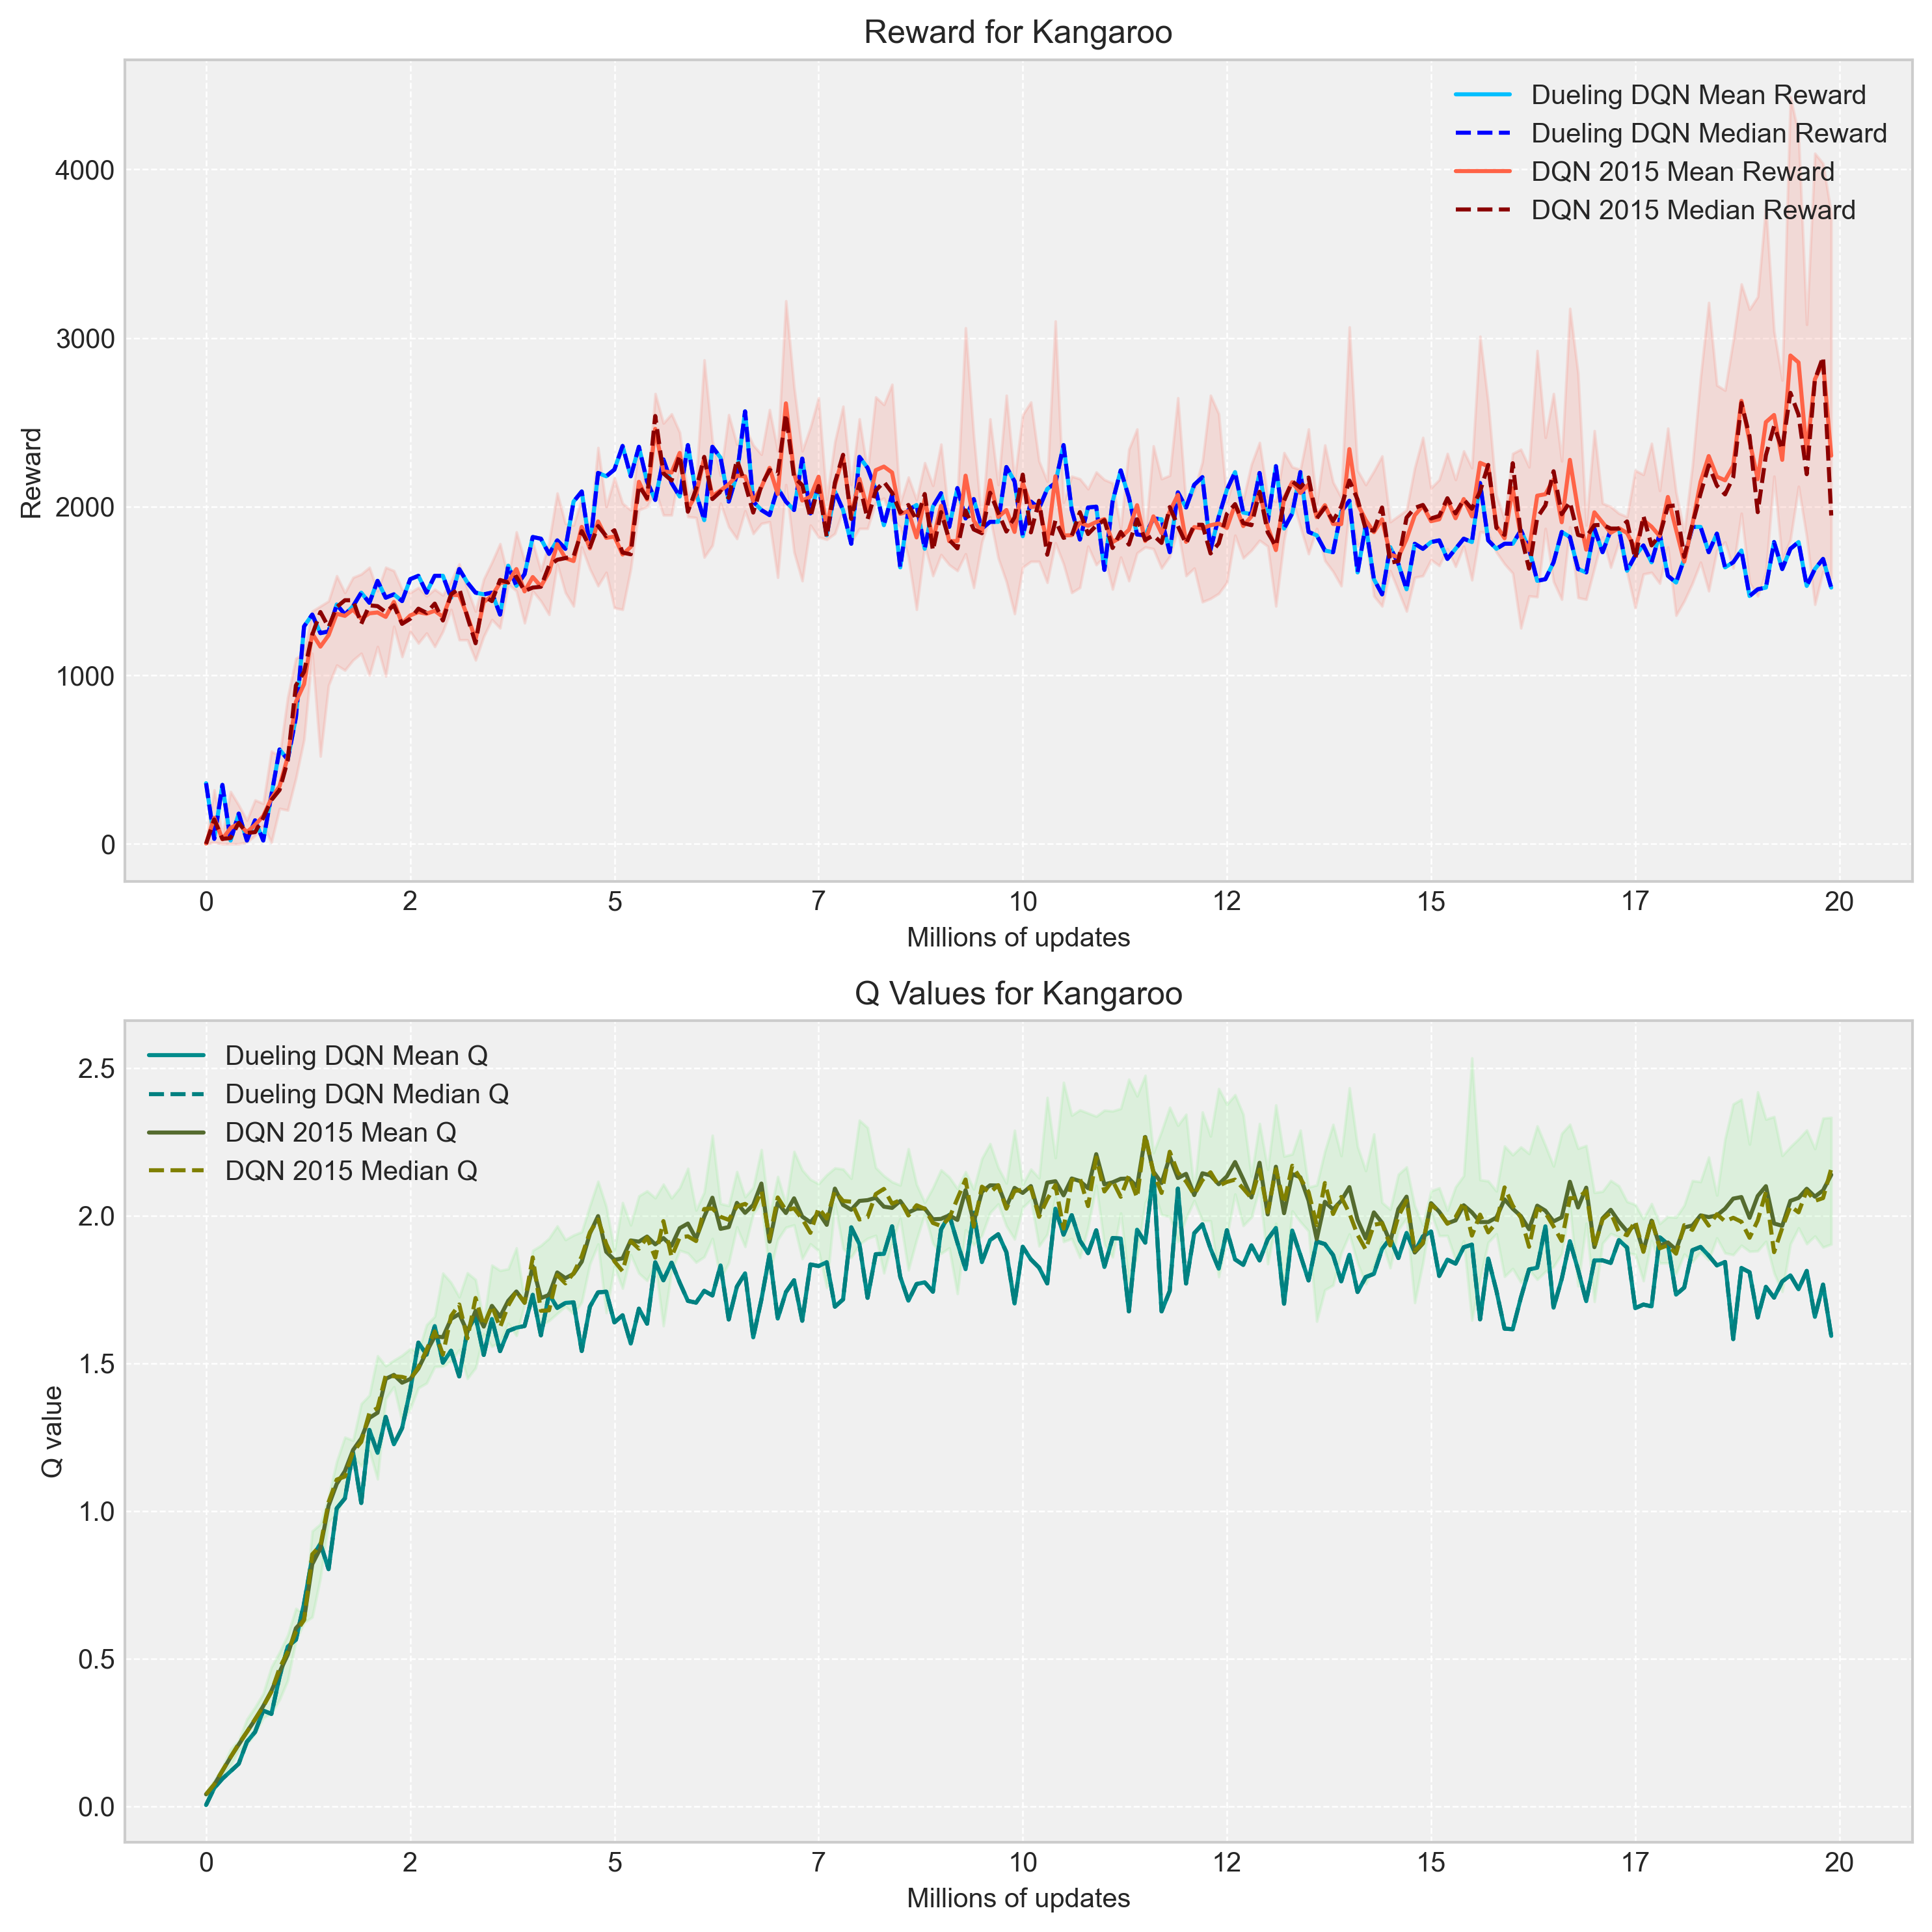 Reward for Kangaroo
Dueling DQN Mean Reward
Dueling DQN Median Reward
DQN 2015 Mean Reward
DQN 2015 Median Reward
4000
3000
2000
1000
0
Reward
0 2 5 7 10 12 15 17 20
Millions of updates
Q Values for Kangaroo
Dueling DQN Mean Q
Dueling DQN Median Q
DQN 2015 Mean Q
DQN 2015 Median Q
2.5
2.0
1.5
1.0
0.5
0.0
Q value
0 2 5 7 10 12 15 17 20
Millions of updates